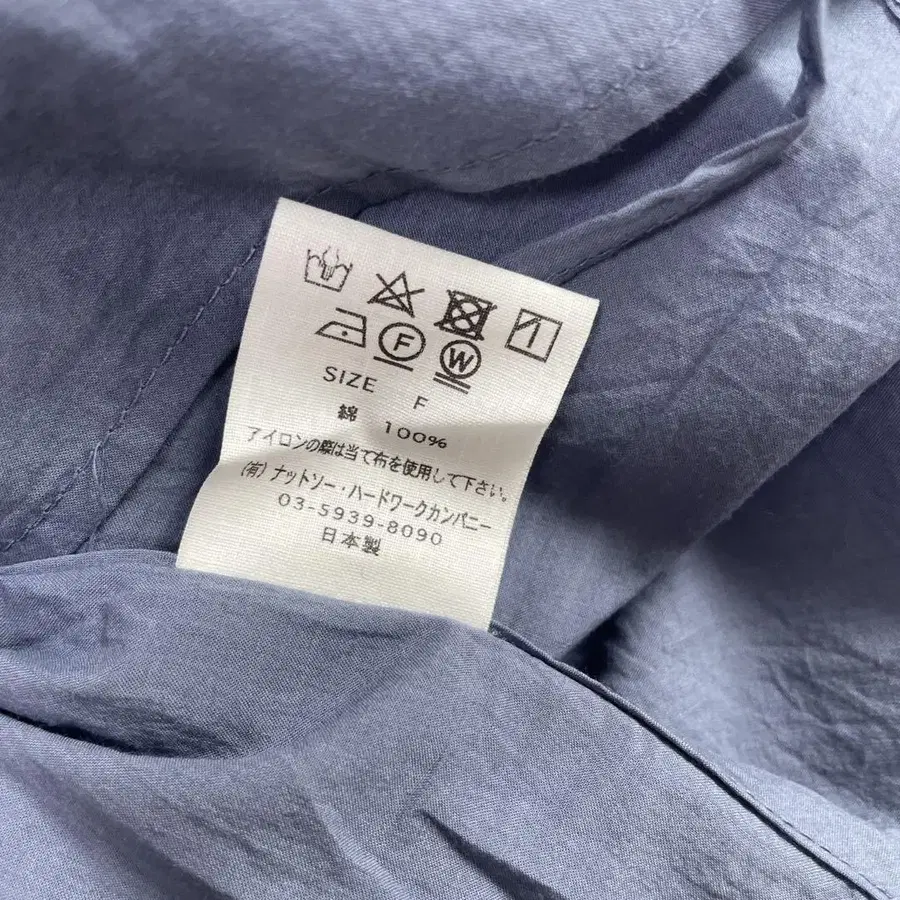 F
W
SIZE F
綿 100%
アイロンの際は当て布を使用して下さい。
(有)ナットソー・ハードワークカンパニー
03-5939-8090
日本製